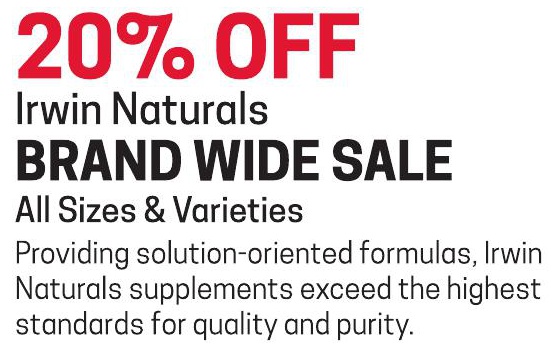 20% OFF
Irwin Naturals
BRAND WIDE SALE
All Sizes & Varieties
Providing solution-oriented formulas, Irwin
Naturals supplements exceed the highest
standards for quality and purity.